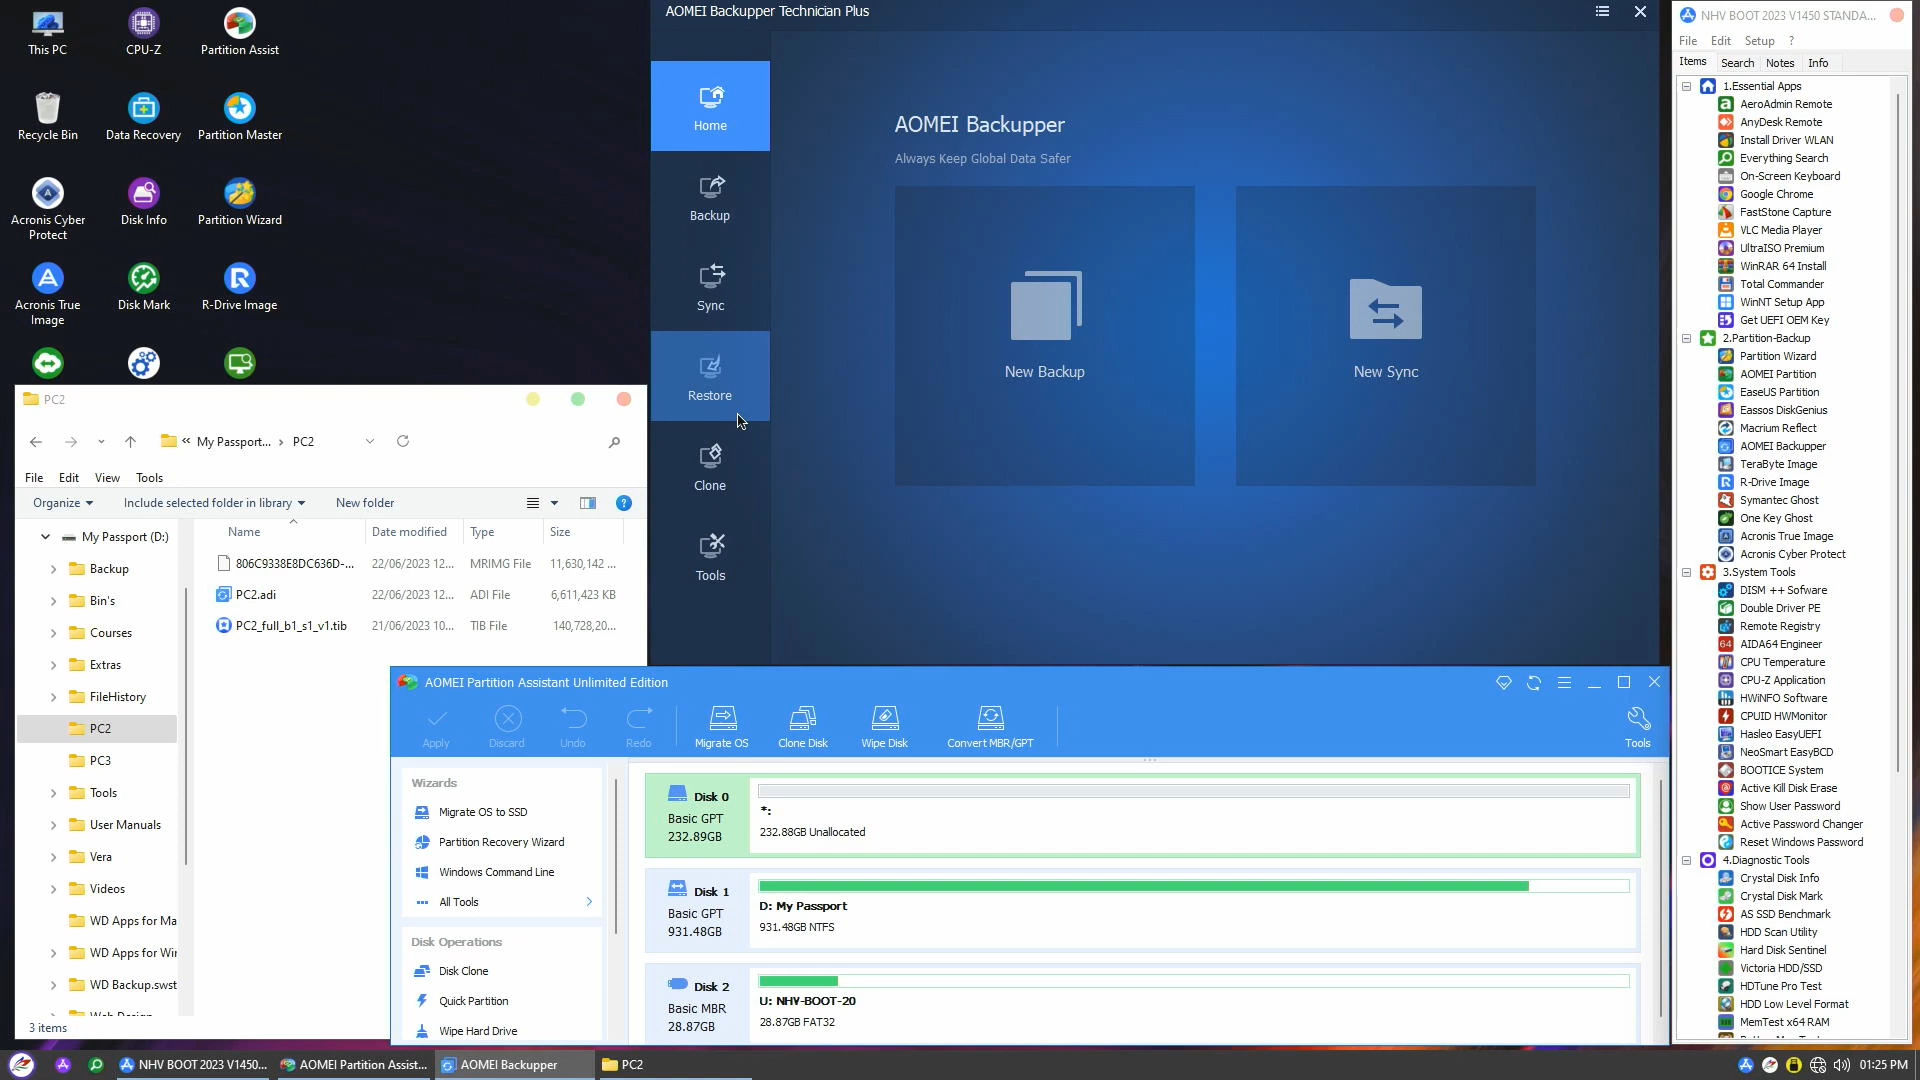 This PC
CPU-Z
Partition Assist
Recycle Bin
Data Recovery
Partition Master
Acronis Cyber
Protect
Disk Info
Partition Wizard
Acronis True
Image
Disk Mark
R-Drive Image
AOMEI Backupper Technician Plus
Home
Backup
Sync
Restore
Clone
Tools
AOMEI Backupper
Always Keep Global Data Safer
New Backup
New Sync
PC2
« My Passport... › PC2
File Edit View Tools
Organize
Include selected folder in library
New folder
Name
Date modified
Type
Size
My Passport (D:)
Backup
Bin's
Courses
Extras
FileHistory
PC2
PC3
Tools
User Manuals
Vera
Videos
WD Apps for Ma
WD Apps for Wir
WD Backup.swst
806C9338E8DC636D-... 22/06/2023 12... MRIMG File 11,630,142 ...
PC2.adi 22/06/2023 12... ADI File 6,611,423 KB
PC2_full_b1_s1_v1.tib 21/06/2023 10... TIB File 140,728,20...
3 items
AOMEI Partition Assistant Unlimited Edition
Apply
Discard
Undo
Redo
Migrate OS
Clone Disk
Wipe Disk
Convert MBR/GPT
Tools
Wizards
Migrate OS to SSD
Partition Recovery Wizard
Windows Command Line
All Tools
Disk Operations
Disk Clone
Quick Partition
Wipe Hard Drive
Disk 0
Basic GPT
232.89GB
*:
232.88GB Unallocated
Disk 1
Basic GPT
931.48GB
D: My Passport
931.48GB NTFS
Disk 2
Basic MBR
28.87GB
U: NHV-BOOT-20
28.87GB FAT32
NHV BOOT 2023 V1450 STANDA...
File Edit Setup ?
Items Search Notes Info
1.Essential Apps
AeroAdmin Remote
AnyDesk Remote
Install Driver WLAN
Everything Search
On-Screen Keyboard
Google Chrome
FastStone Capture
VLC Media Player
UltraISO Premium
WinRAR 64 Install
Total Commander
WinNT Setup App
Get UEFI OEM Key
2.Partition-Backup
Partition Wizard
AOMEI Partition
EaseUS Partition
Eassos DiskGenius
Macrium Reflect
AOMEI Backupper
TeraByte Image
R-Drive Image
Symantec Ghost
One Key Ghost
Acronis True Image
Acronis Cyber Protect
3.System Tools
DISM ++ Software
Double Driver PE
Remote Registry
AIDA64 Engineer
CPU Temperature
CPU-Z Application
HWiNFO Software
CPUID HWMonitor
Hasleo EasyUEFI
NeoSmart EasyBCD
BOOTICE System
Active Kill Disk Erase
Show User Password
Active Password Changer
Reset Windows Password
4.Diagnostic Tools
Crystal Disk Info
Crystal Disk Mark
AS SSD Benchmark
HDD Scan Utility
Hard Disk Sentinel
Victoria HDD/SSD
HDTune Pro Test
HDD Low Level Format
MemTest x64 RAM
NHV BOOT 2023 V1450...
AOMEI Partition Assist...
AOMEI Backupper
PC2
01:25 PM